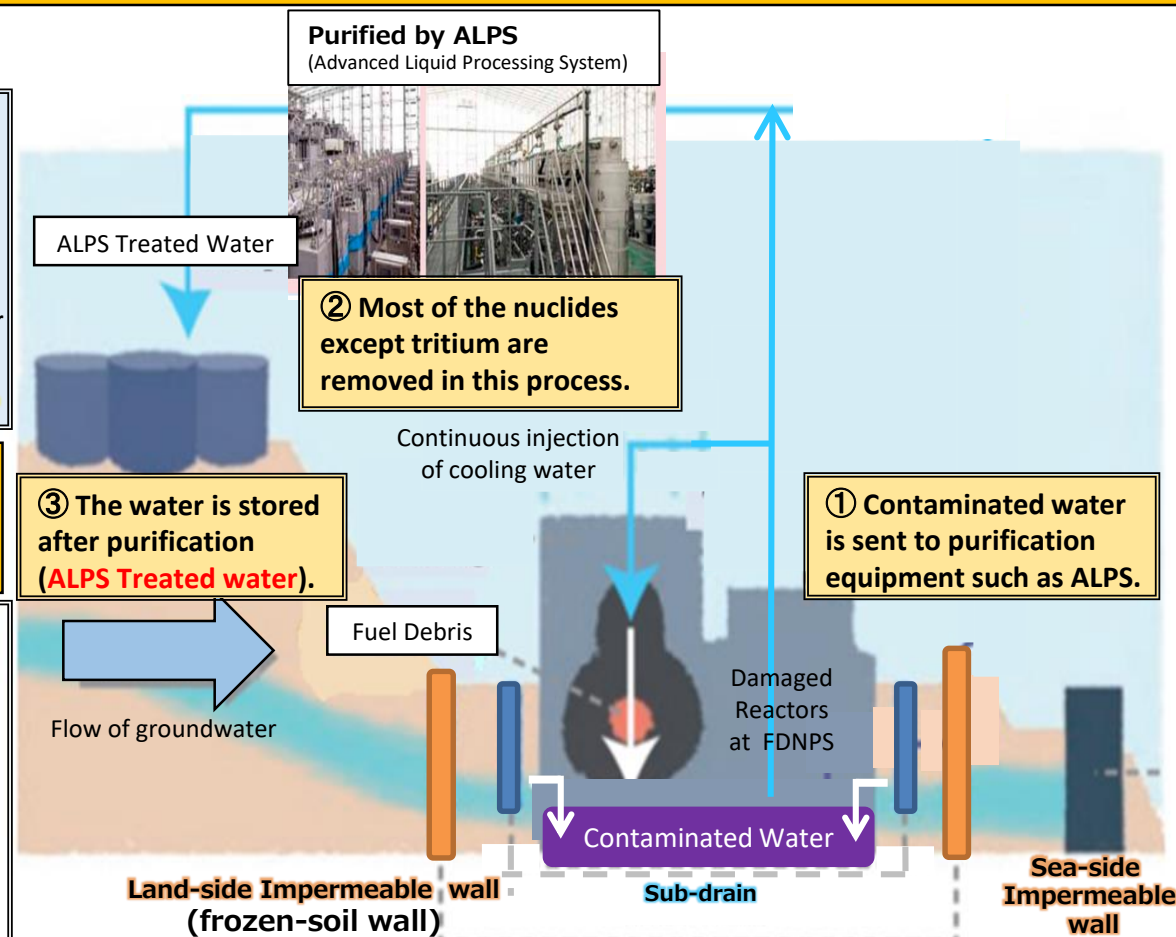 Purified by ALPS
(Advanced Liquid Processing System)
ALPS Treated Water
② Most of the nuclides
except tritium are
removed in this process.
Continuous injection
of cooling water
③ The water is stored
after purification
(ALPS Treated water).
① Contaminated water
is sent to purification
equipment such as ALPS.
Fuel Debris
Flow of groundwater
Damaged
Reactors
at FDNPS
Contaminated Water
Land-side Impermeable wall
(frozen-soil wall)
Sub-drain
Sea-side
Impermeable
wall